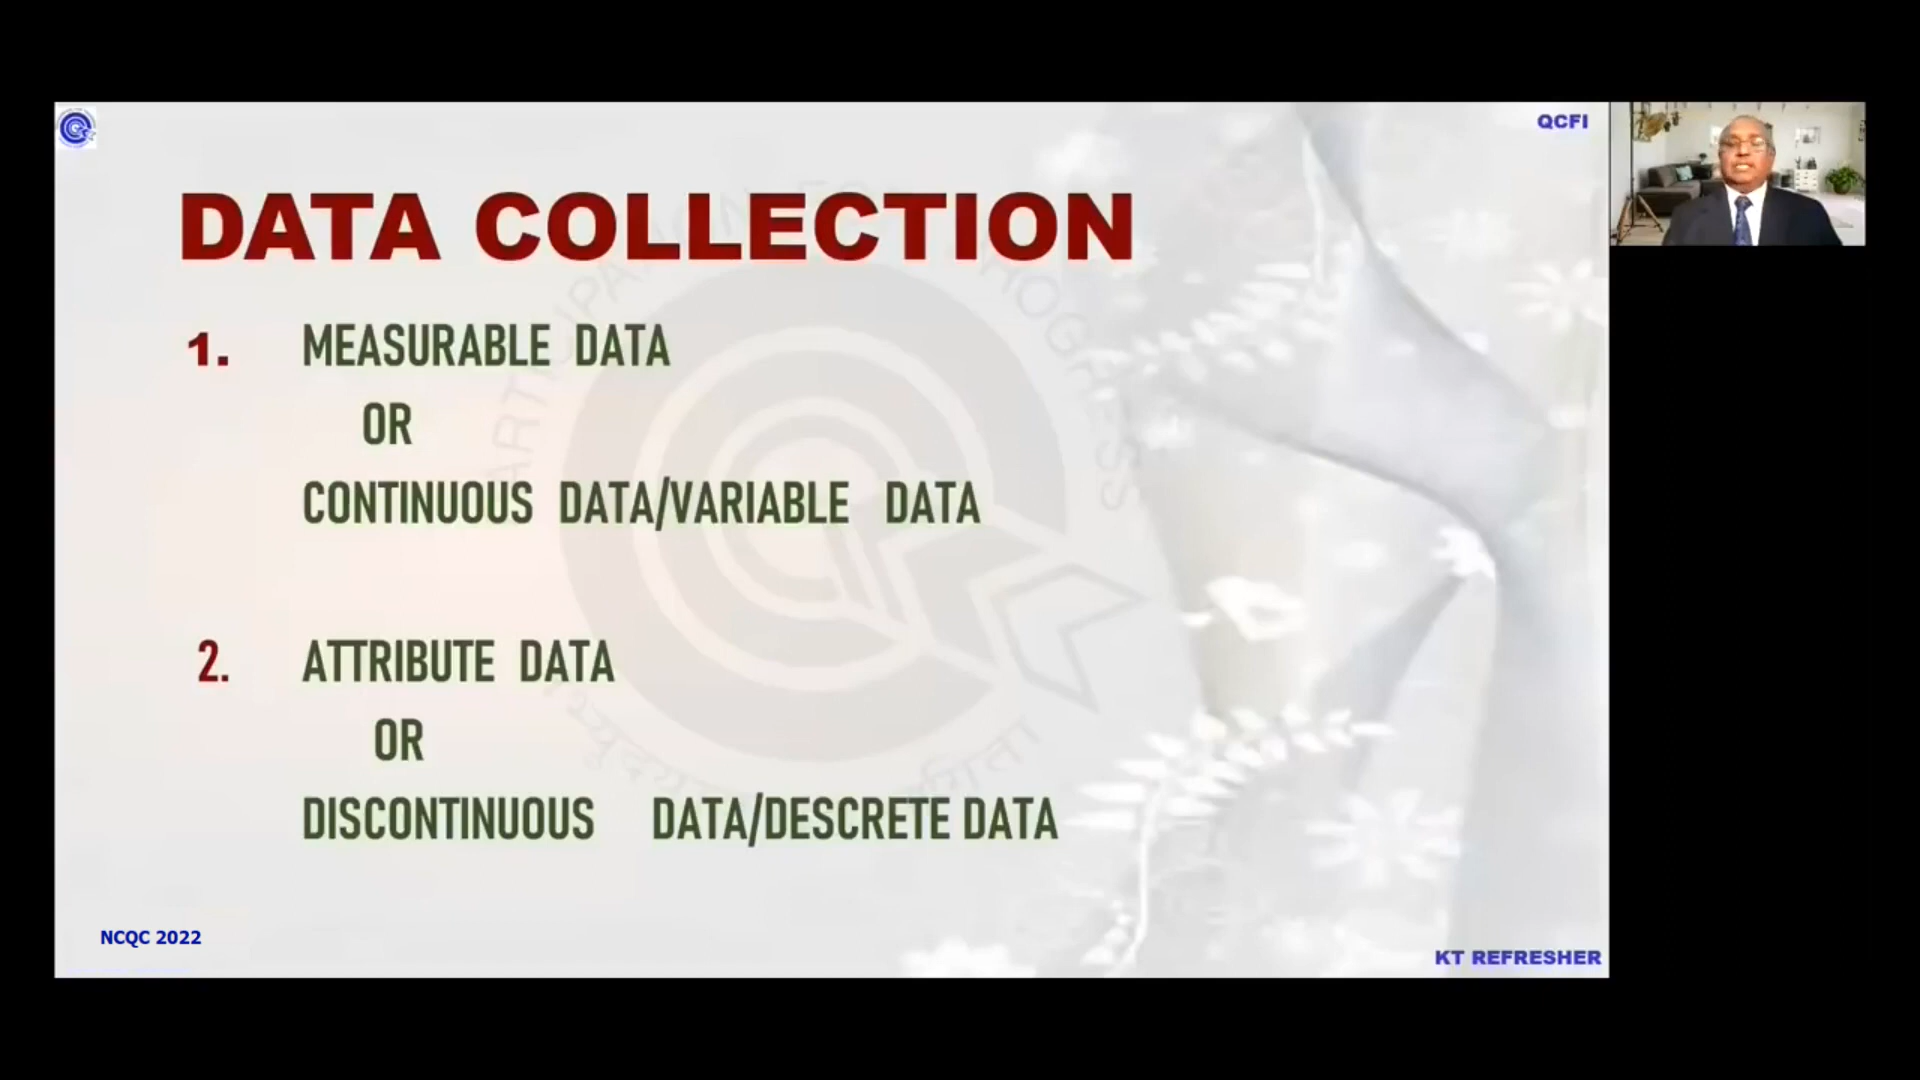 QCFI
DATA COLLECTION
1. MEASURABLE DATA
OR
CONTINUOUS DATA/VARIABLE DATA
2. ATTRIBUTE DATA
OR
DISCONTINUOUS DATA/DESCRETE DATA
NCQC 2022
KT REFRESHER